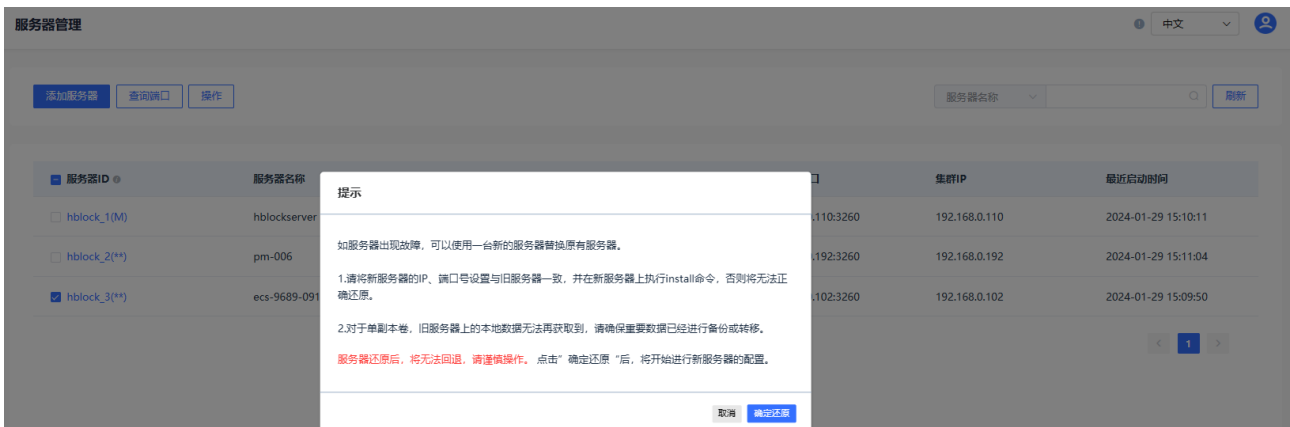 服务器管理
中文
添加服务器 查询端口 操作
服务器名称 刷新
服务器ID 服务器名称 口 集群IP 最近启动时间
hblock_1(M) hblockserver .110:3260 192.168.0.110 2024-01-29 15:10:11
hblock_2(**) pm-006 .192:3260 192.168.0.192 2024-01-29 15:11:04
hblock_3(**) ecs-9689-091 .102:3260 192.168.0.102 2024-01-29 15:09:50
提示
如服务器出现故障，可以使用一台新的服务器替换原有服务器。
1.请将新服务器的IP、端口号设置与旧服务器一致，并在新服务器上执行install命令，否则将无法正
确还原。
2.对于单副本卷，旧服务器上的本地数据无法再获取到，请确保重要数据已经进行备份或转移。
服务器还原后，将无法回退，请谨慎操作。 点击”确定还原“后，将开始进行新服务器的配置。
取消 确定还原
1